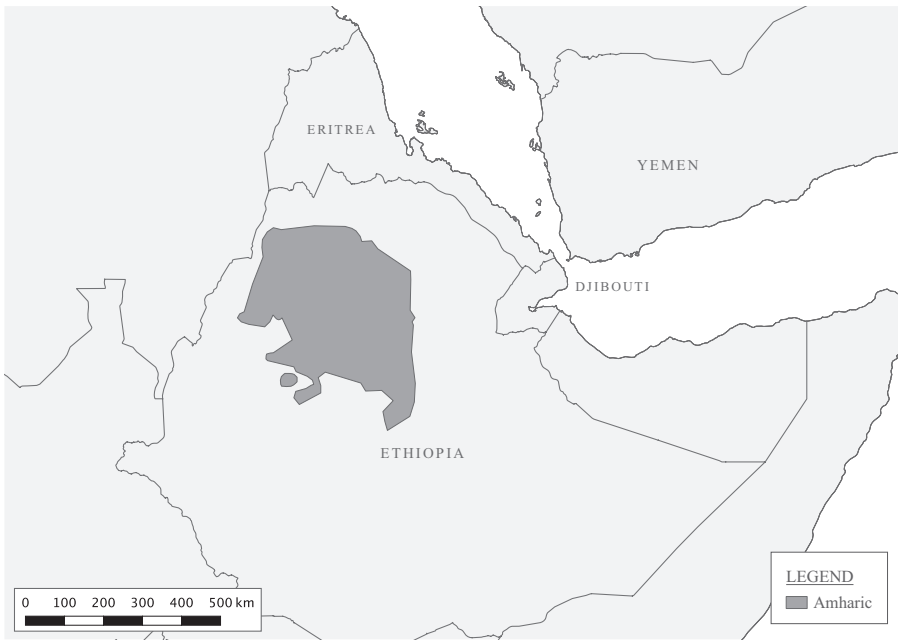 ERITREA
YEMEN
DJIBOUTI
ETHIOPIA
LEGEND
Amharic
0 100 200 300 400 500 km